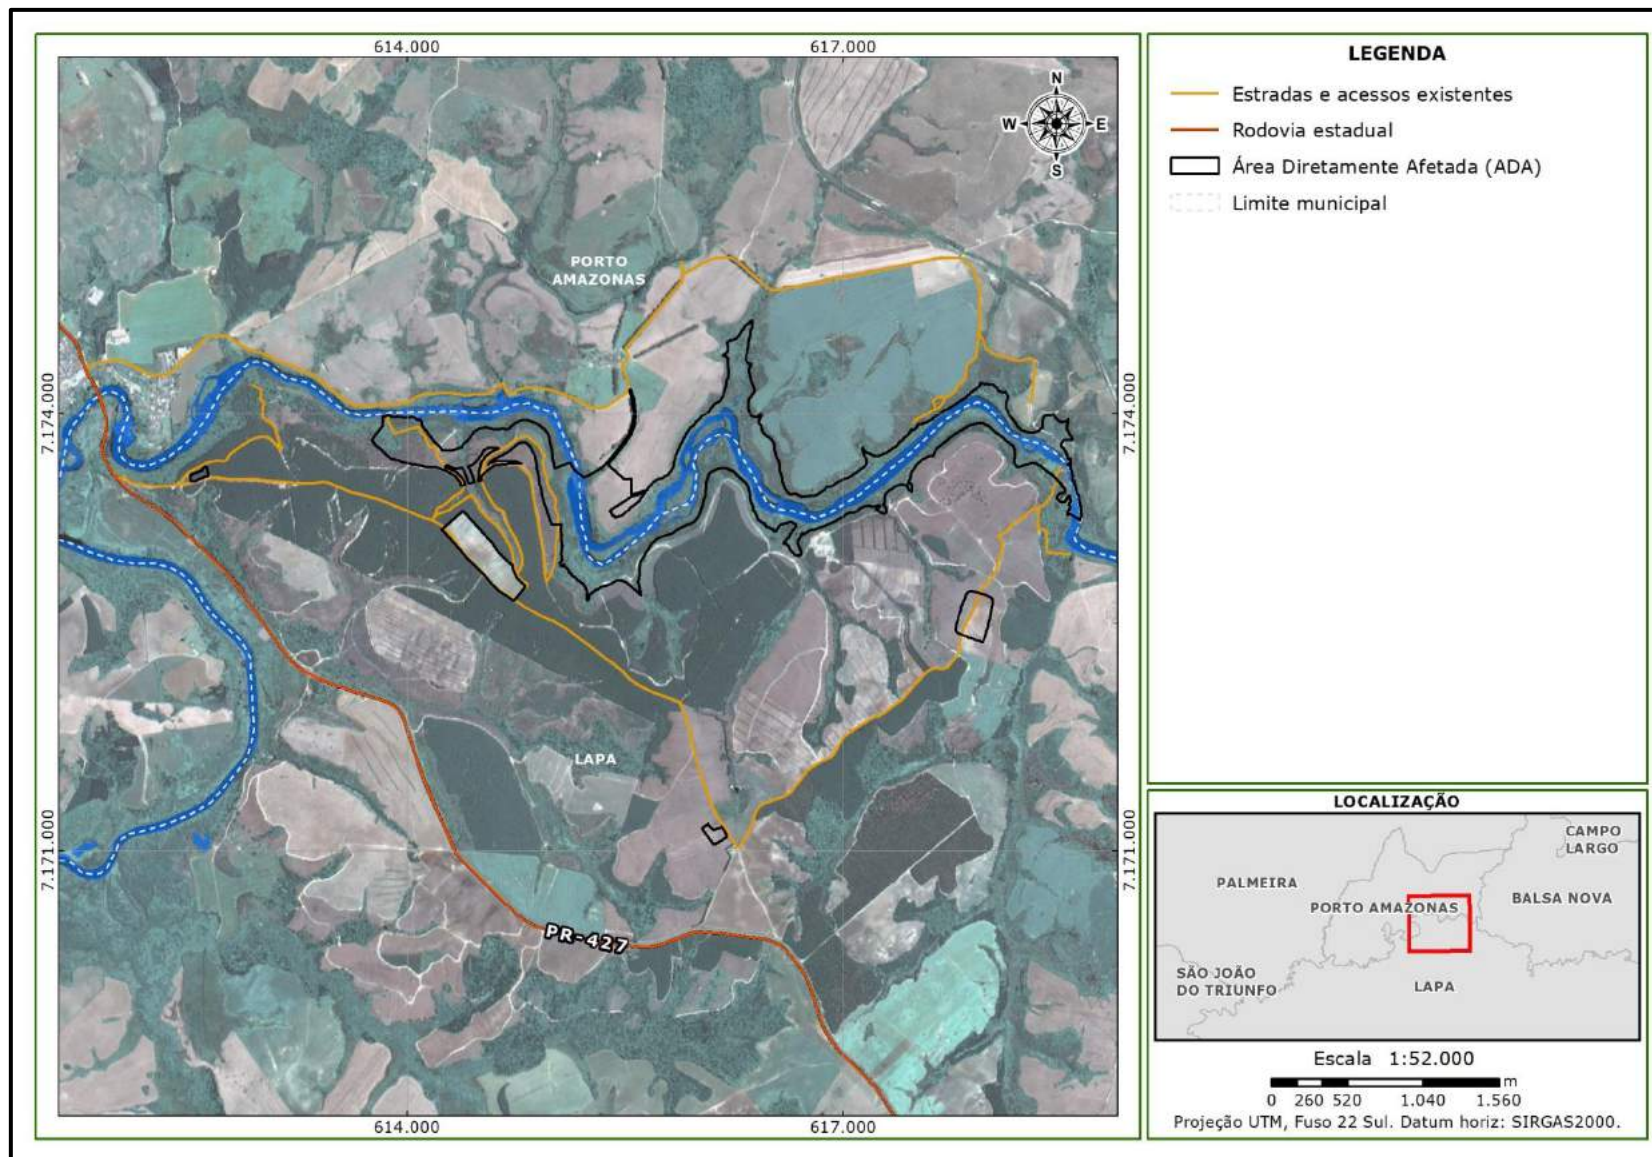 614.000
617.000
N
W
E
S
PORTO
AMAZONAS
7.174.000
7.174.000
LAPA
7.171.000
7.171.000
PR-427
614.000
617.000
LEGENDA
Estradas e acessos existentes
Rodovia estadual
Área Diretamente Afetada (ADA)
Limite municipal
LOCALIZAÇÃO
CAMPO
LARGO
PALMEIRA
BALSA NOVA
PORTO AMAZONAS
SÃO JOÃO
DO TRIUNFO
LAPA
Escala 1:52.000
m
0 260 520 1.040 1.560
Projeção UTM, Fuso 22 Sul. Datum horiz: SIRGAS2000.